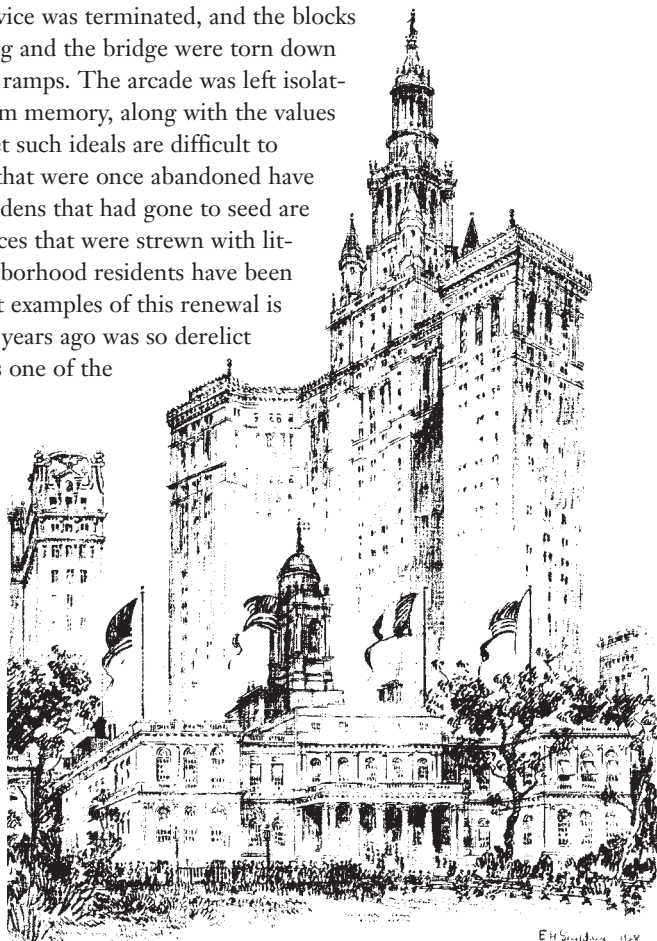 vice was terminated, and the blocks
g and the bridge were torn down
ramps. The arcade was left isolat-
m memory, along with the values
t such ideals are difficult to
that were once abandoned have
dens that had gone to seed are
ces that were strewn with lit-
borhood residents have been
t examples of this renewal is
years ago was so derelict
s one of the